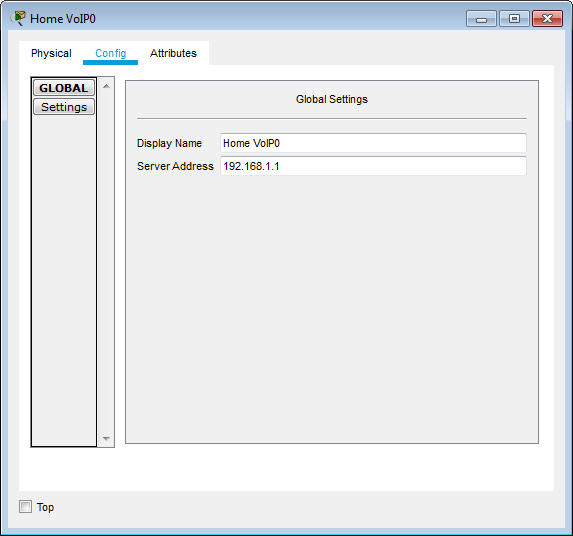 Home VoIP0
Physical Config Attributes
GLOBAL
Settings
Global Settings
Display Name Home VoIP0
Server Address 192.168.1.1
Top